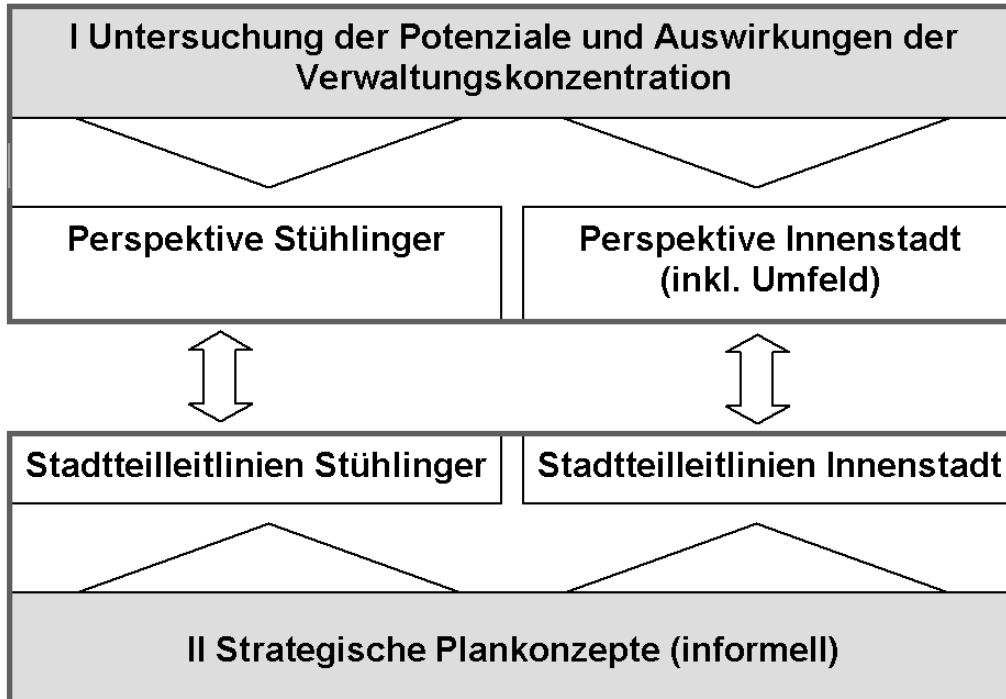 I Untersuchung der Potenziale und Auswirkungen der
Verwaltungskonzentration
Perspektive Stühlinger
Perspektive Innenstadt
(inkl. Umfeld)
Stadtteilleitlinien Stühlinger
Stadtteilleitlinien Innenstadt
II Strategische Plankonzepte (informell)